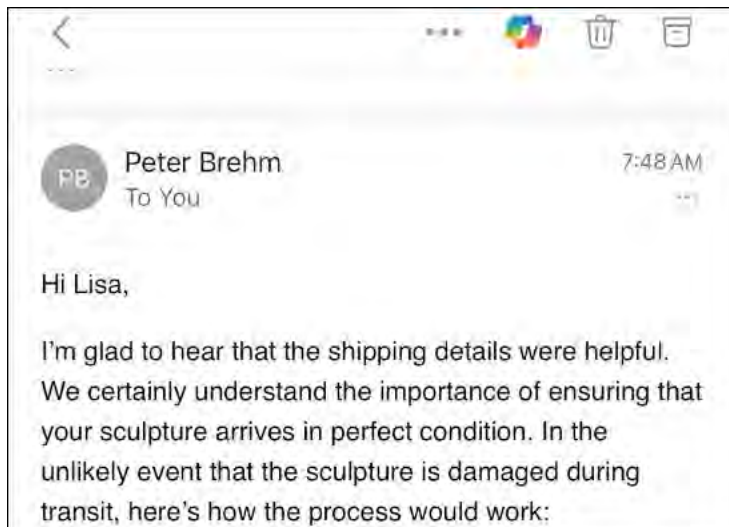 PB
Peter Brehm
7:48 AM
To You
Hi Lisa,
I'm glad to hear that the shipping details were helpful.
We certainly understand the importance of ensuring that
your sculpture arrives in perfect condition. In the
unlikely event that the sculpture is damaged during
transit, here's how the process would work: